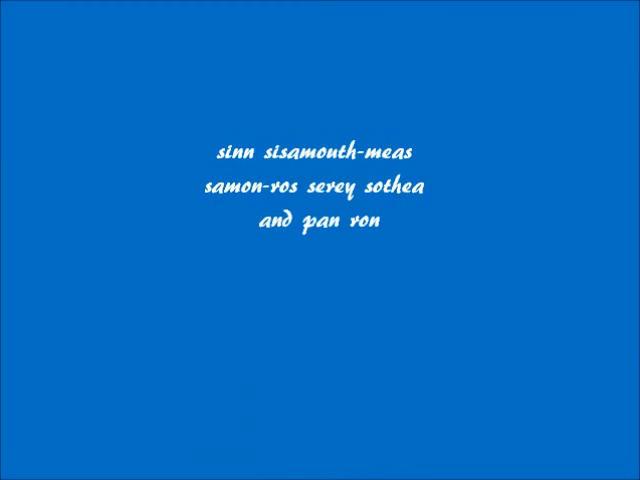 sinn sisamouth-meas
samon-ros serey sothea
and pan ron